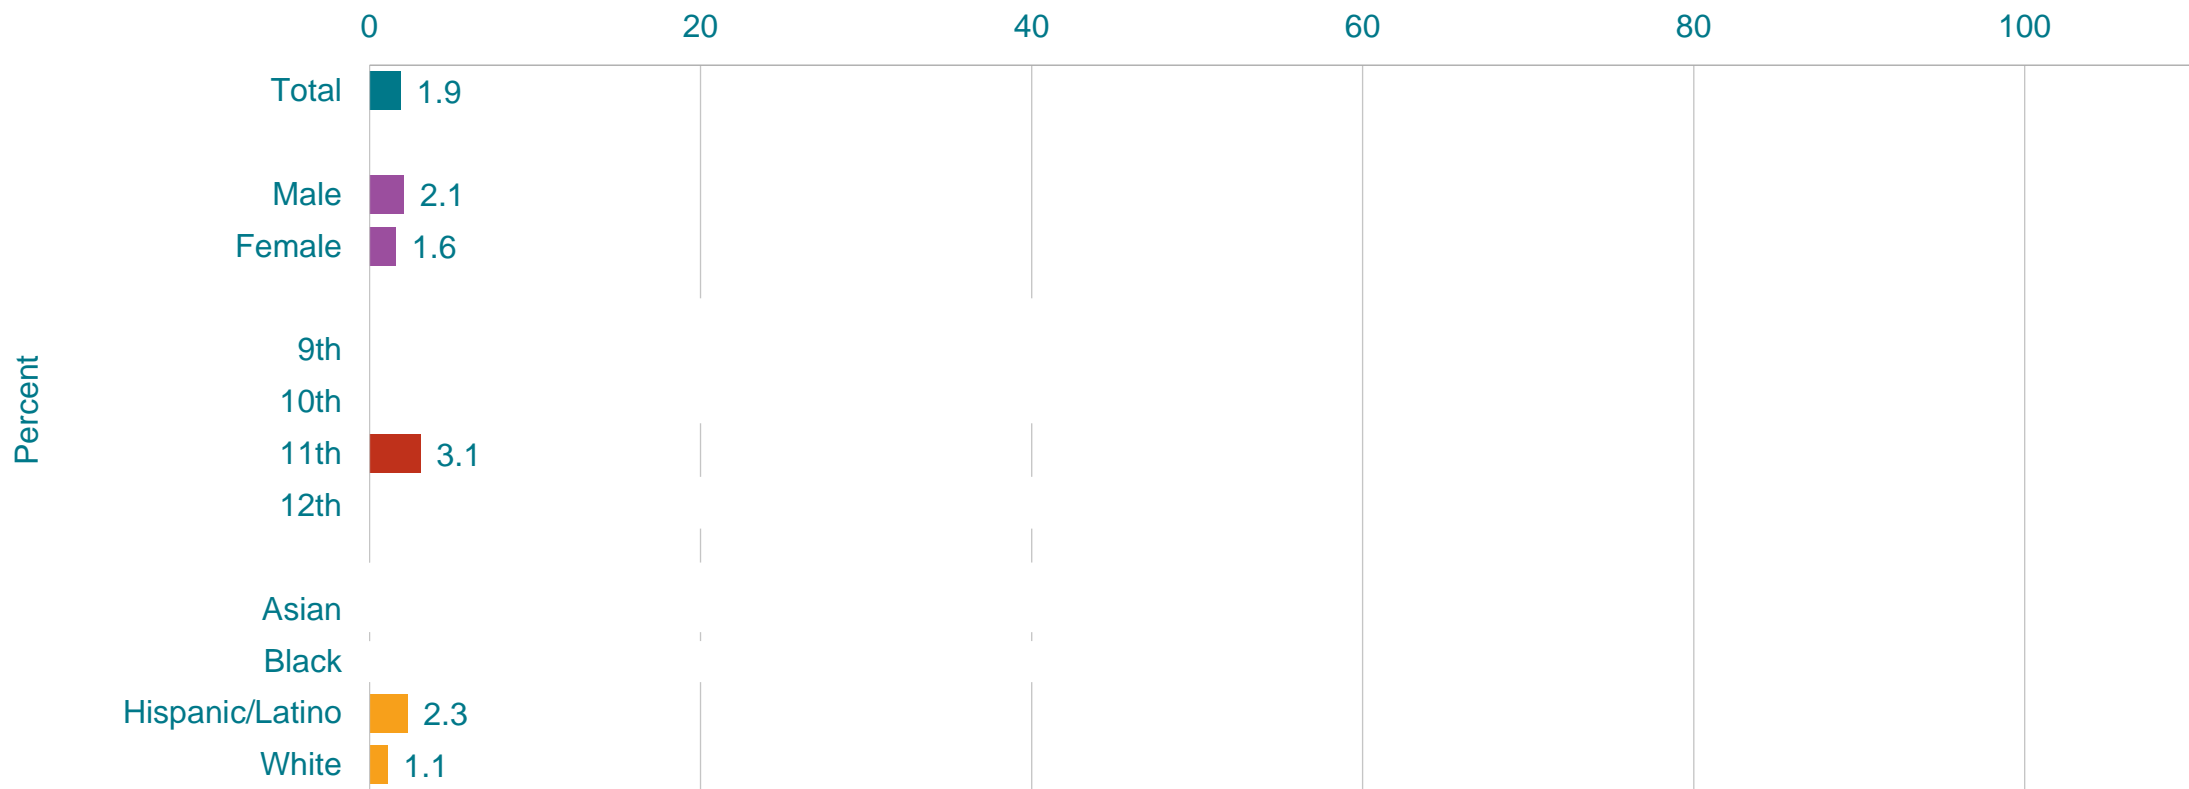 0 20 40 60 80 100
Total 1.9
Male 2.1
Female 1.6
9th
10th
11th 3.1
12th
Asian
Black
Hispanic/Latino 2.3
White 1.1
Percent